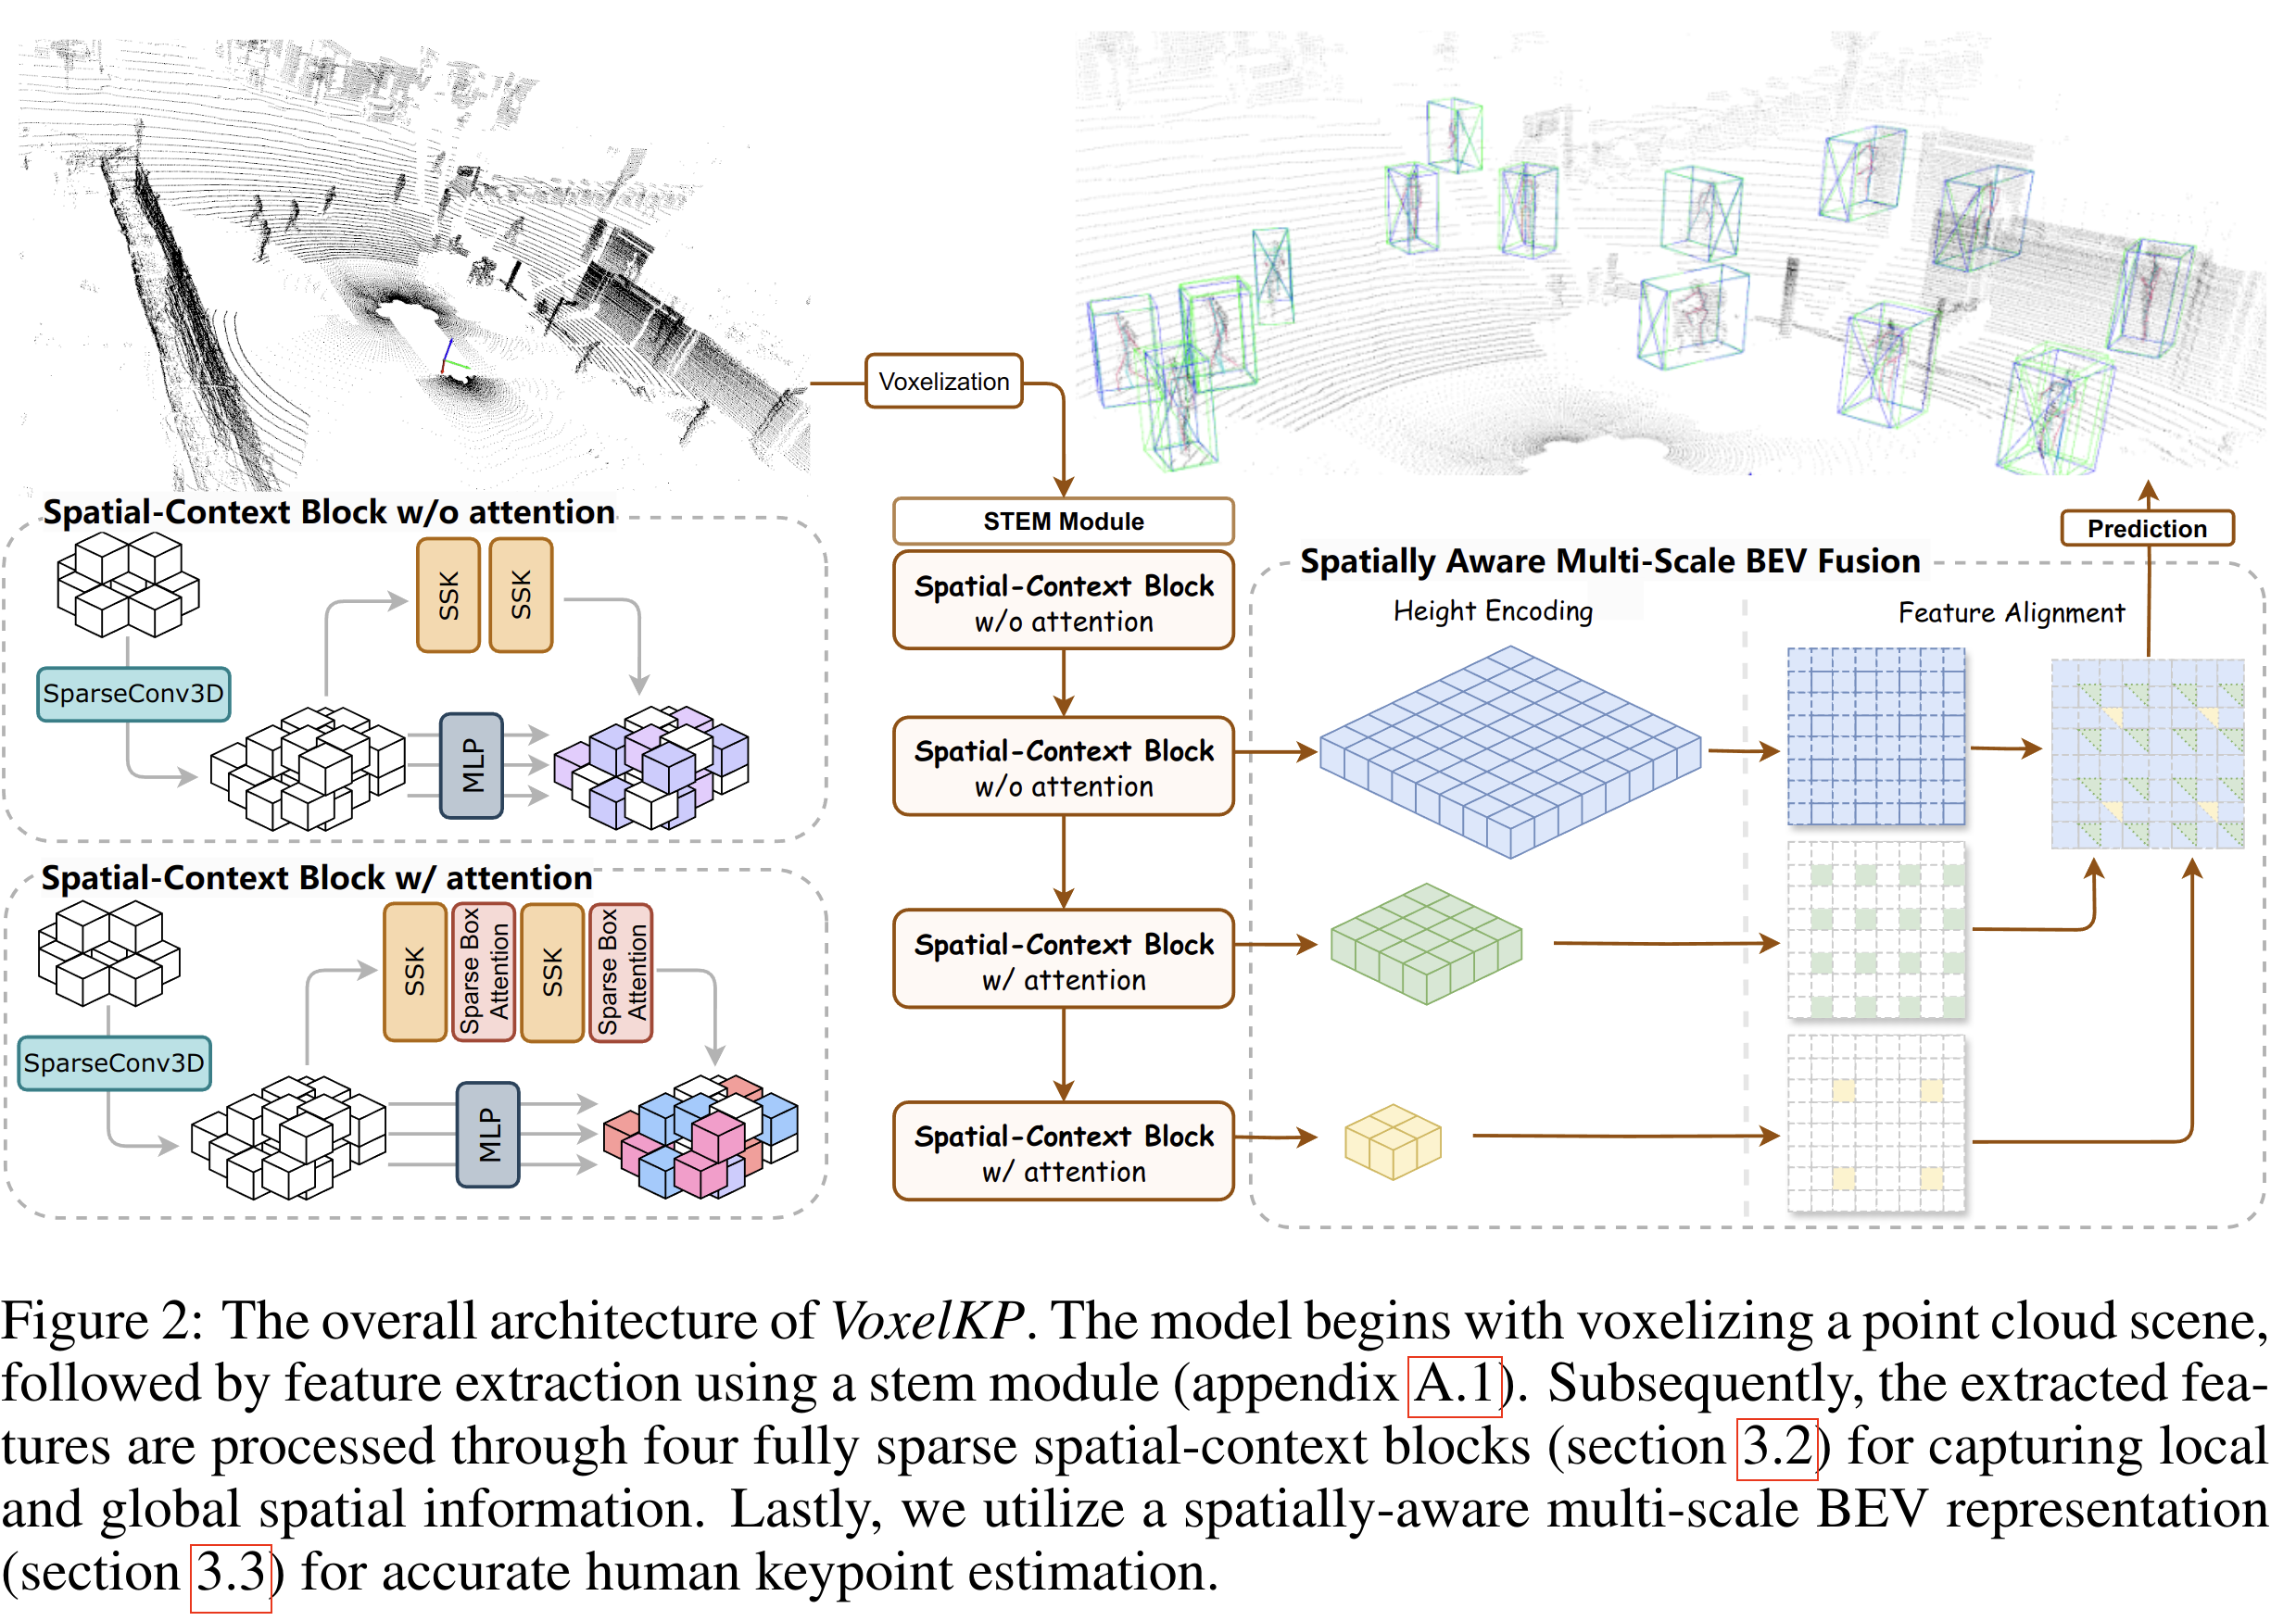 Voxelization
Spatial-Context Block w/o attention
SSK
SSK
SparseConv3D
MLP
Spatial-Context Block w/ attention
SSK
Sparse Box
Attention
SSK
Sparse Box
Attention
SparseConv3D
MLP
STEM Module
Spatial-Context Block
w/o attention
Spatial-Context Block
w/o attention
Spatial-Context Block
w/ attention
Spatial-Context Block
w/ attention
Prediction
Spatially Aware Multi-Scale BEV Fusion
Height Encoding
Feature Alignment
Figure 2: The overall architecture of VoxelKP. The model begins with voxelizing a point cloud scene,
followed by feature extraction using a stem module (appendix A.1). Subsequently, the extracted fea-
tures are processed through four fully sparse spatial-context blocks (section 3.2) for capturing local
and global spatial information. Lastly, we utilize a spatially-aware multi-scale BEV representation
(section 3.3) for accurate human keypoint estimation.